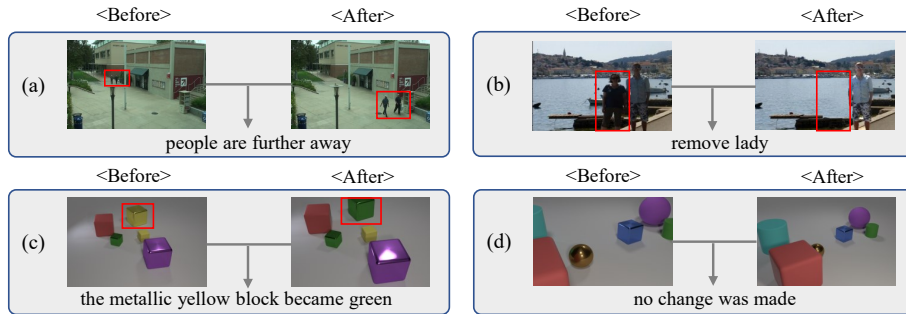 <Before> <After> <Before> <After>
(a) (b)
people are further away remove lady
<Before> <After> <Before> <After>
(c) (d)
the metallic yellow block became green no change was made